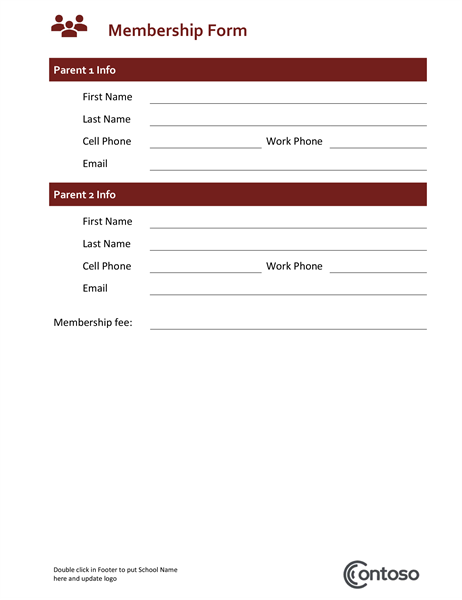 Membership Form
Parent 1 Info
First Name
Last Name
Cell Phone Work Phone
Email
Parent 2 Info
First Name
Last Name
Cell Phone Work Phone
Email
Membership fee:
Double click in Footer to put School Name
here and update logo
Contoso